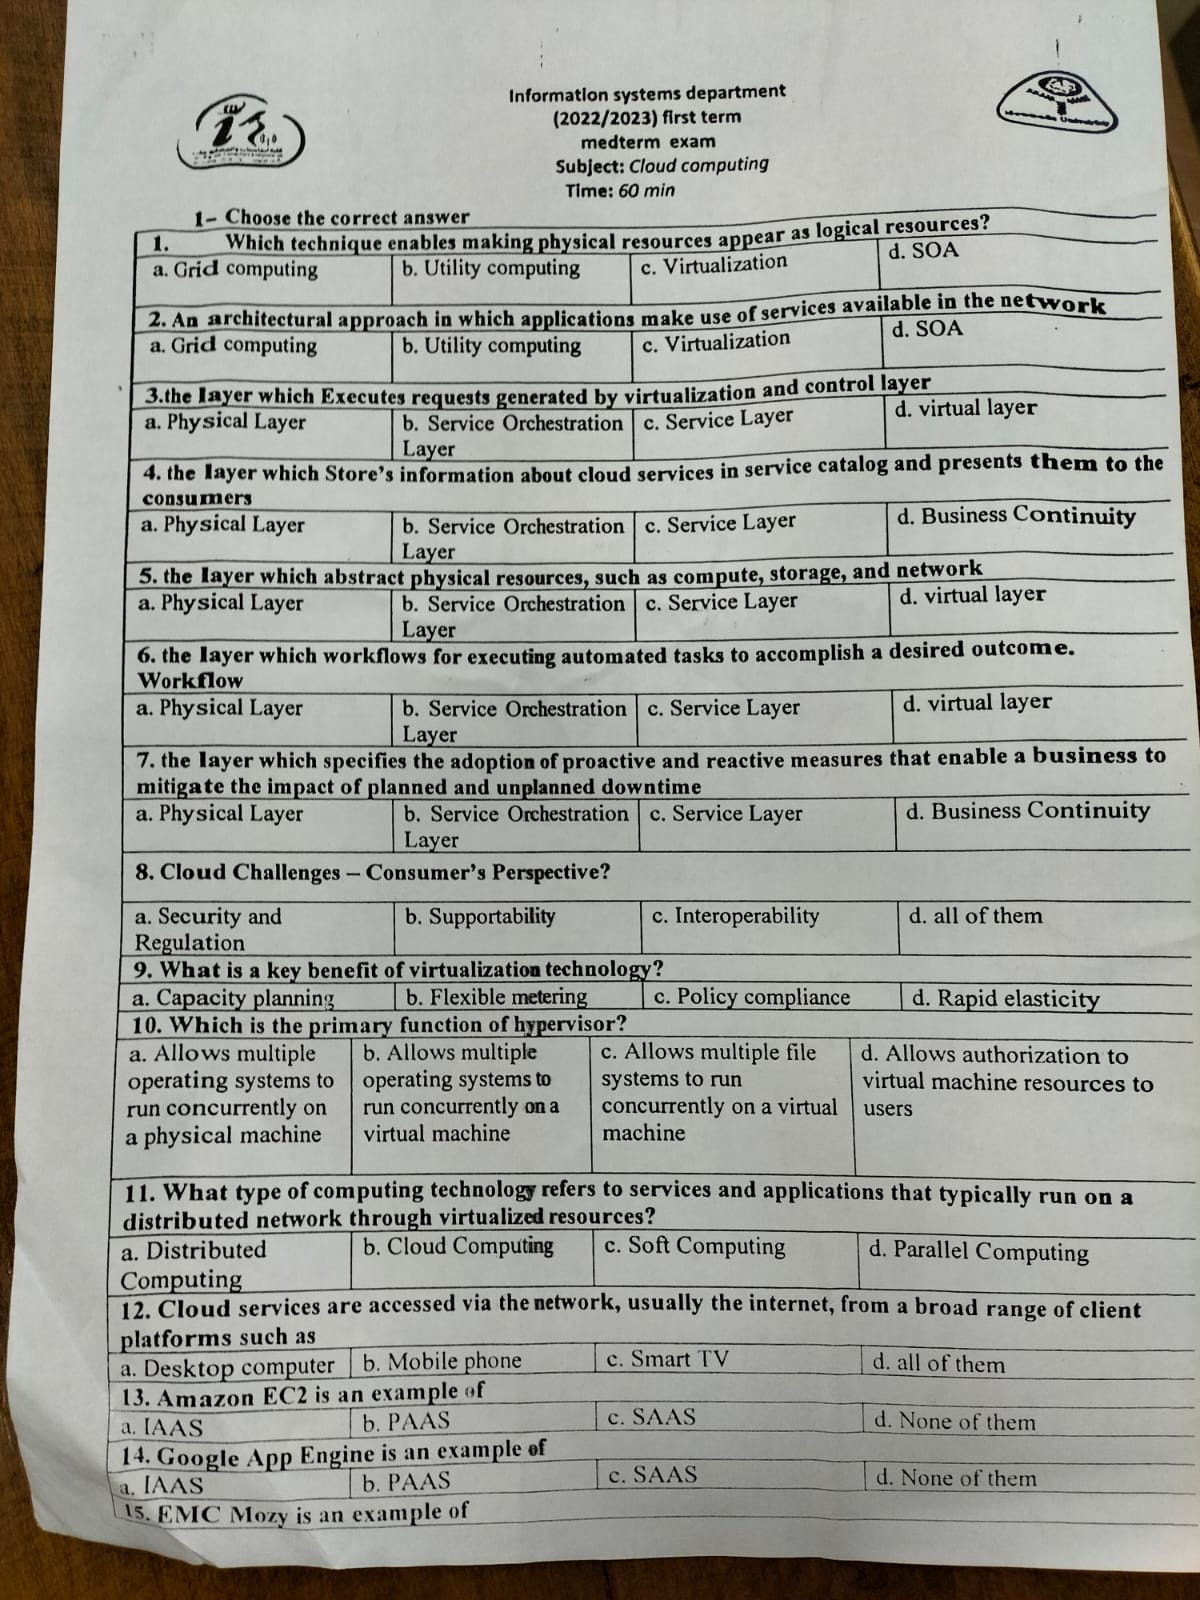 Information systems department
(2022/2023) first term
medterm exam
Subject: Cloud computing
Time: 60 min
1- Choose the correct answer
1. Which technique enables making physical resources appear as logical resources?
a. Grid computing b. Utility computing c. Virtualization d. SOA
2. An architectural approach in which applications make use of services available in the network
a. Grid computing b. Utility computing c. Virtualization d. SOA
3.the layer which Executes requests generated by virtualization and control layer
a. Physical Layer b. Service Orchestration c. Service Layer d. virtual layer
Layer
4. the layer which Store's information about cloud services in service catalog and presents them to the
consumers
a. Physical Layer b. Service Orchestration c. Service Layer d. Business Continuity
Layer
5. the layer which abstract physical resources, such as compute, storage, and network
a. Physical Layer b. Service Orchestration c. Service Layer d. virtual layer
Layer
6. the layer which workflows for executing automated tasks to accomplish a desired outcome.
Workflow
a. Physical Layer b. Service Orchestration c. Service Layer d. virtual layer
Layer
7. the layer which specifies the adoption of proactive and reactive measures that enable a business to
mitigate the impact of planned and unplanned downtime
a. Physical Layer b. Service Orchestration c. Service Layer d. Business Continuity
Layer
8. Cloud Challenges – Consumer's Perspective?
a. Security and b. Supportability c. Interoperability d. all of them
Regulation
9. What is a key benefit of virtualization technology?
a. Capacity planning b. Flexible metering c. Policy compliance d. Rapid elasticity
10. Which is the primary function of hypervisor?
a. Allows multiple b. Allows multiple c. Allows multiple file d. Allows authorization to
operating systems to operating systems to systems to run virtual machine resources to
run concurrently on run concurrently on a concurrently on a virtual users
a physical machine virtual machine machine
11. What type of computing technology refers to services and applications that typically run on a
distributed network through virtualized resources?
a. Distributed b. Cloud Computing c. Soft Computing d. Parallel Computing
Computing
12. Cloud services are accessed via the network, usually the internet, from a broad range of client
platforms such as
a. Desktop computer b. Mobile phone c. Smart TV d. all of them
13. Amazon EC2 is an example of
a. IAAS b. PAAS c. SAAS d. None of them
14. Google App Engine is an example of
a. IAAS b. PAAS c. SAAS d. None of them
15. EMC Mozy is an example of